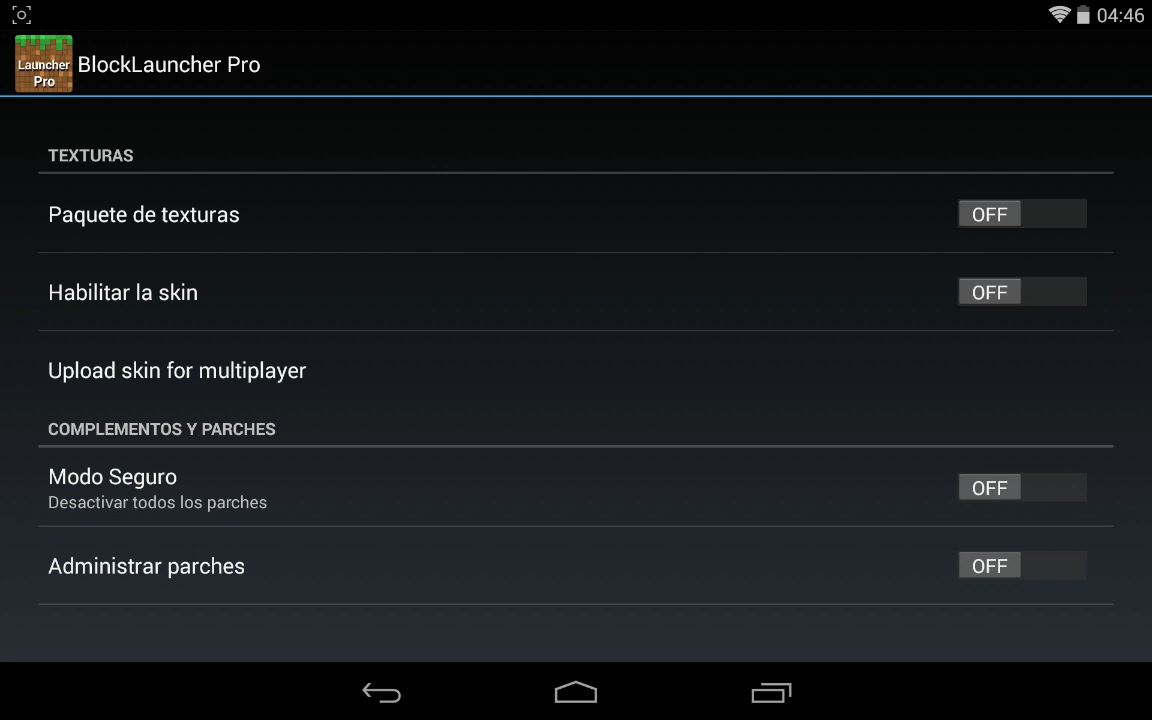 04:46
Launcher
Pro
BlockLauncher Pro
TEXTURAS
Paquete de texturas
OFF
Habilitar la skin
OFF
Upload skin for multiplayer
COMPLEMENTOS Y PARCHES
Modo Seguro
Desactivar todos los parches
OFF
Administrar parches
OFF